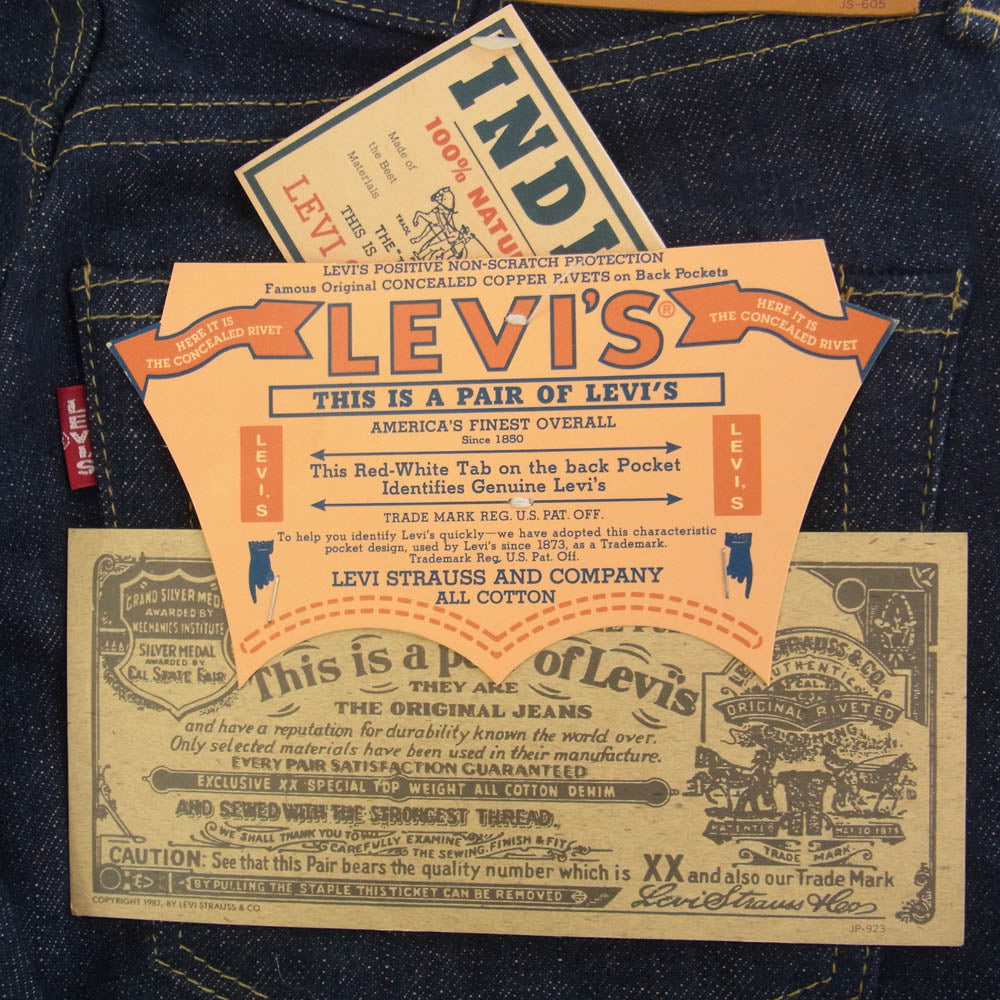 JS-605
INDI
100% NATU
Made of
the Best
Materials
TRADE
THE
THIS IS
LEVI
LEVI'S POSITIVE NON-SCRATCH PROTECTION
Famous Original CONCEALED COPPER RIVETS on Back Pockets
HERE IT IS
THE CONCEALED RIVET
LEVI'S®
HERE IT IS
THE CONCEALED RIVET
THIS IS A PAIR OF LEVI'S
AMERICA'S FINEST OVERALL
Since 1850
LEVI'S
LEVI'S
LEVI'S
This Red-White Tab on the back Pocket
Identifies Genuine Levi's
TRADE MARK REG. U.S. PAT. OFF.
To help you identify Levi's quickly—we have adopted this characteristic
pocket design, used by Levi's since 1873, as a Trademark.
Trademark Reg. U.S. Pat. Off.
LEVI STRAUSS AND COMPANY
ALL COTTON
GRAND SILVER MED
AWARDED BY
MECHANICS INSTITUTE
SILVER MEDAL
AWARDED BY
CAL STATE FAIR
This is a p of Levi's
THEY ARE
THE ORIGINAL JEANS
and have a reputation for durability known the world over.
Only selected materials have been used in their manufacture.
EVERY PAIR SATISFACTION GUARANTEED
EXCLUSIVE XX SPECIAL TOP WEIGHT ALL COTTON DENIM
AND SEWED WITH THE STRONGEST THREAD.
WE SHALL THANK YOU TO CAREFULLY EXAMINE THE SEWING, FINISH & FIT
CAUTION: See that this Pair bears the quality number which is XX and also our Trade Mark
BY PULLING THE STAPLE THIS TICKET CAN BE REMOVED
Levi Strauss & Co
STRAUSS & CO.
CAL.
ORIGINAL RIVETED
CLOTHING
PATENTED MAY 20 1873
TRADE MARK
COPYRIGHT 1987, BY LEVI STRAUSS & CO.
JP-923